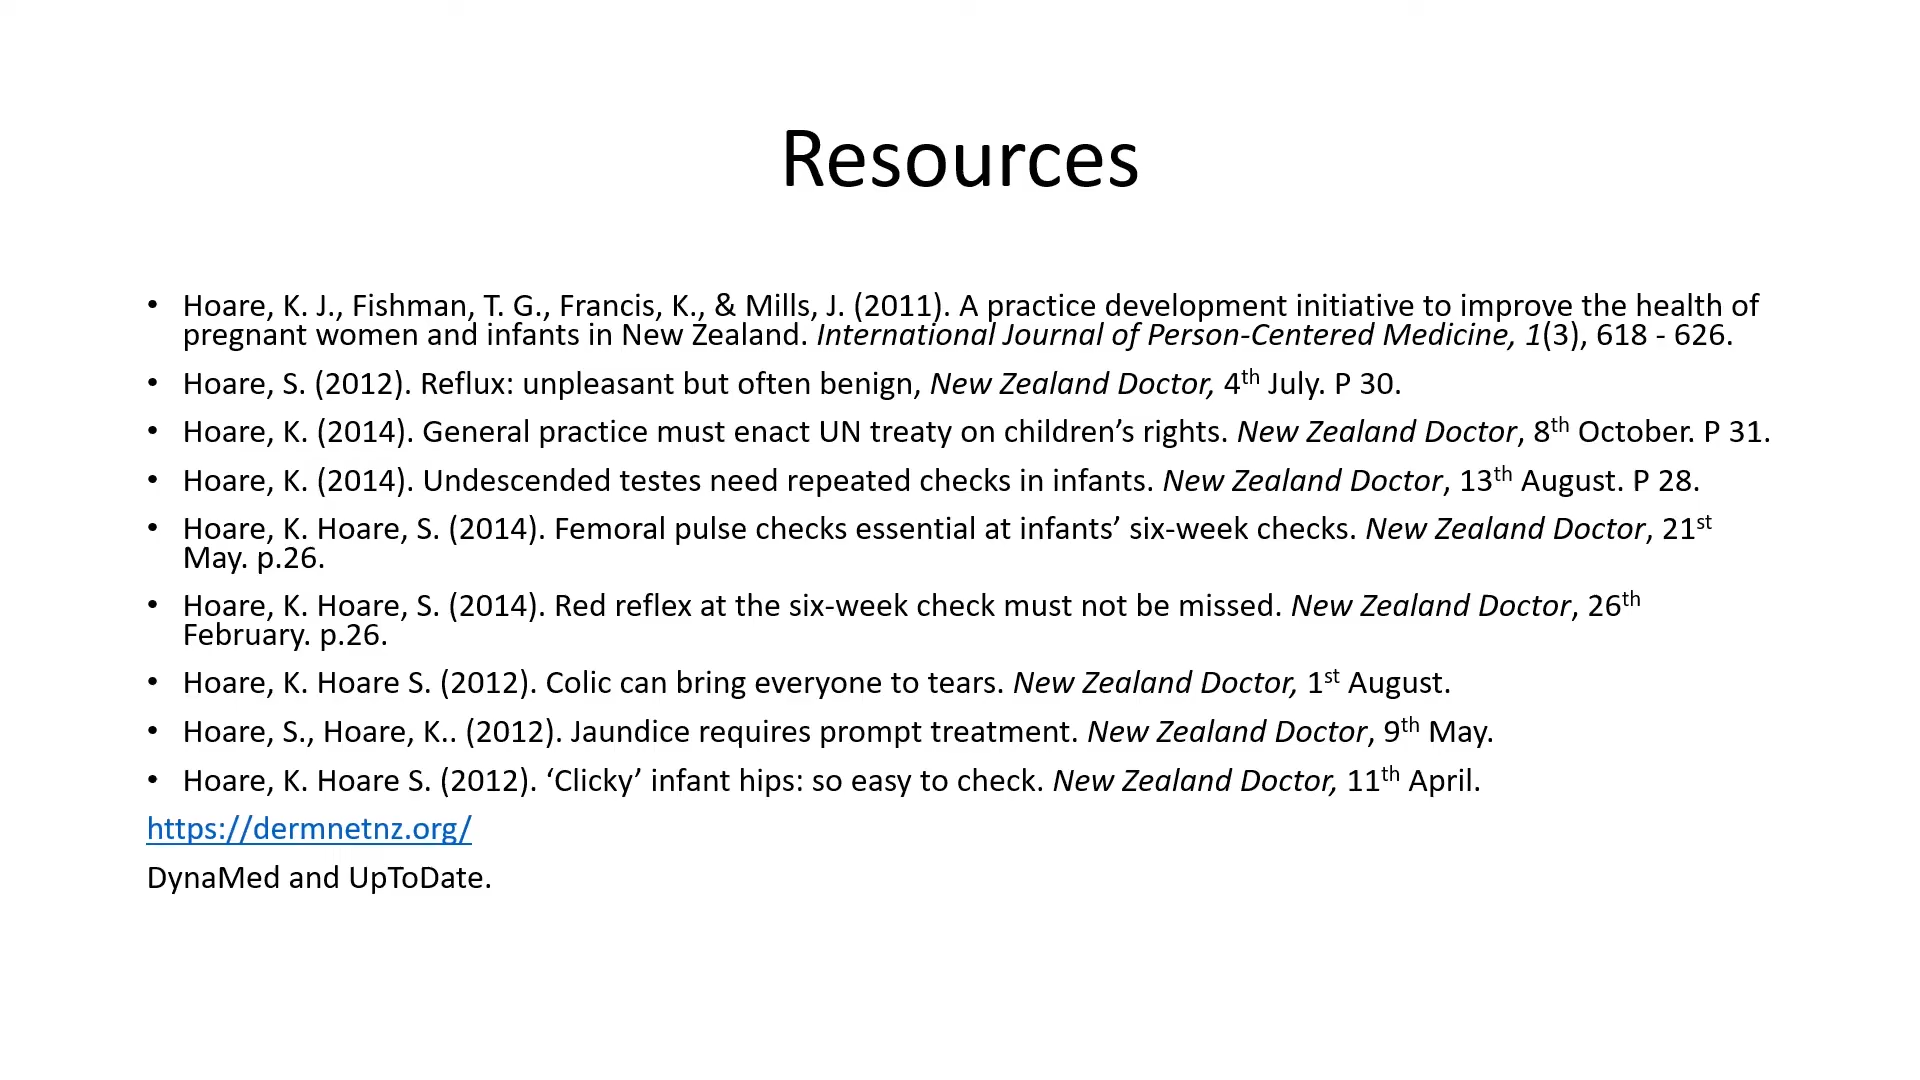 Resources
• Hoare, K. J., Fishman, T. G., Francis, K., & Mills, J. (2011). A practice development initiative to improve the health of
pregnant women and infants in New Zealand. International Journal of Person-Centered Medicine, 1(3), 618 - 626.
• Hoare, S. (2012). Reflux: unpleasant but often benign, New Zealand Doctor, 4th July. P 30.
• Hoare, K. (2014). General practice must enact UN treaty on children’s rights. New Zealand Doctor, 8th October. P 31.
• Hoare, K. (2014). Undescended testes need repeated checks in infants. New Zealand Doctor, 13th August. P 28.
• Hoare, K. Hoare, S. (2014). Femoral pulse checks essential at infants’ six-week checks. New Zealand Doctor, 21st
May. p.26.
• Hoare, K. Hoare, S. (2014). Red reflex at the six-week check must not be missed. New Zealand Doctor, 26th
February. p.26.
• Hoare, K. Hoare S. (2012). Colic can bring everyone to tears. New Zealand Doctor, 1st August.
• Hoare, S., Hoare, K.. (2012). Jaundice requires prompt treatment. New Zealand Doctor, 9th May.
• Hoare, K. Hoare S. (2012). ‘Clicky’ infant hips: so easy to check. New Zealand Doctor, 11th April.
https://dermnetnz.org/
DynaMed and UpToDate.